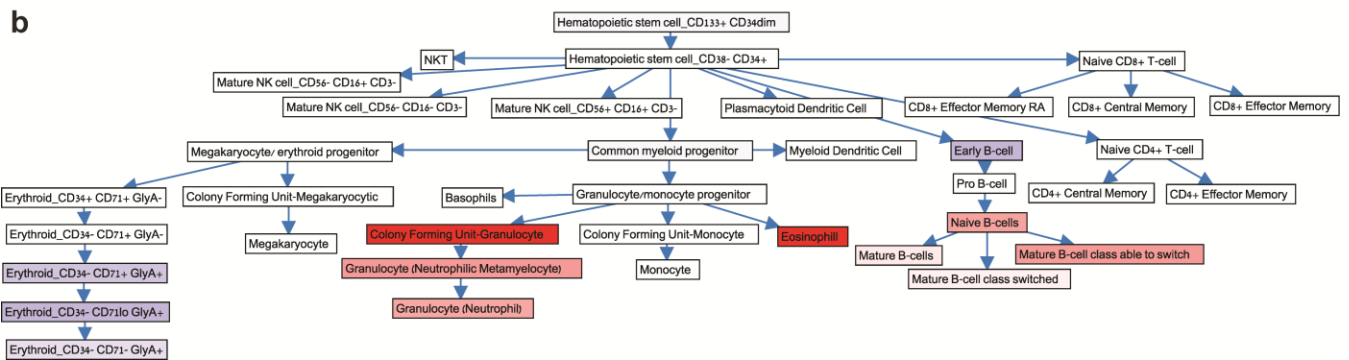 b
Hematopoietic stem cell_CD133+ CD34dim
NKT
Hematopoietic stem cell_CD38- CD34+
Naive CD8+ T-cell
Mature NK cell_CD56- CD16+ CD3-
Mature NK cell_CD56- CD16- CD3-
Mature NK cell_CD56+ CD16+ CD3-
Plasmacytoid Dendritic Cell
CD8+ Effector Memory RA
CD8+ Central Memory
CD8+ Effector Memory
Megakaryocyte/ erythroid progenitor
Common myeloid progenitor
Myeloid Dendritic Cell
Early B-cell
Naive CD4+ T-cell
Erythroid_CD34+ CD71+ GlyA-
Colony Forming Unit-Megakaryocytic
Basophils
Granulocyte/monocyte progenitor
Pro B-cell
CD4+ Central Memory
CD4+ Effector Memory
Erythroid_CD34- CD71+ GlyA-
Megakaryocyte
Colony Forming Unit-Granulocyte
Colony Forming Unit-Monocyte
Eosinophill
Naive B-cells
Erythroid_CD34- CD71+ GlyA+
Granulocyte (Neutrophilic Metamyelocyte)
Monocyte
Mature B-cells
Mature B-cell class able to switch
Mature B-cell class switched
Erythroid_CD34- CD71lo GlyA+
Granulocyte (Neutrophil)
Erythroid_CD34- CD71- GlyA+